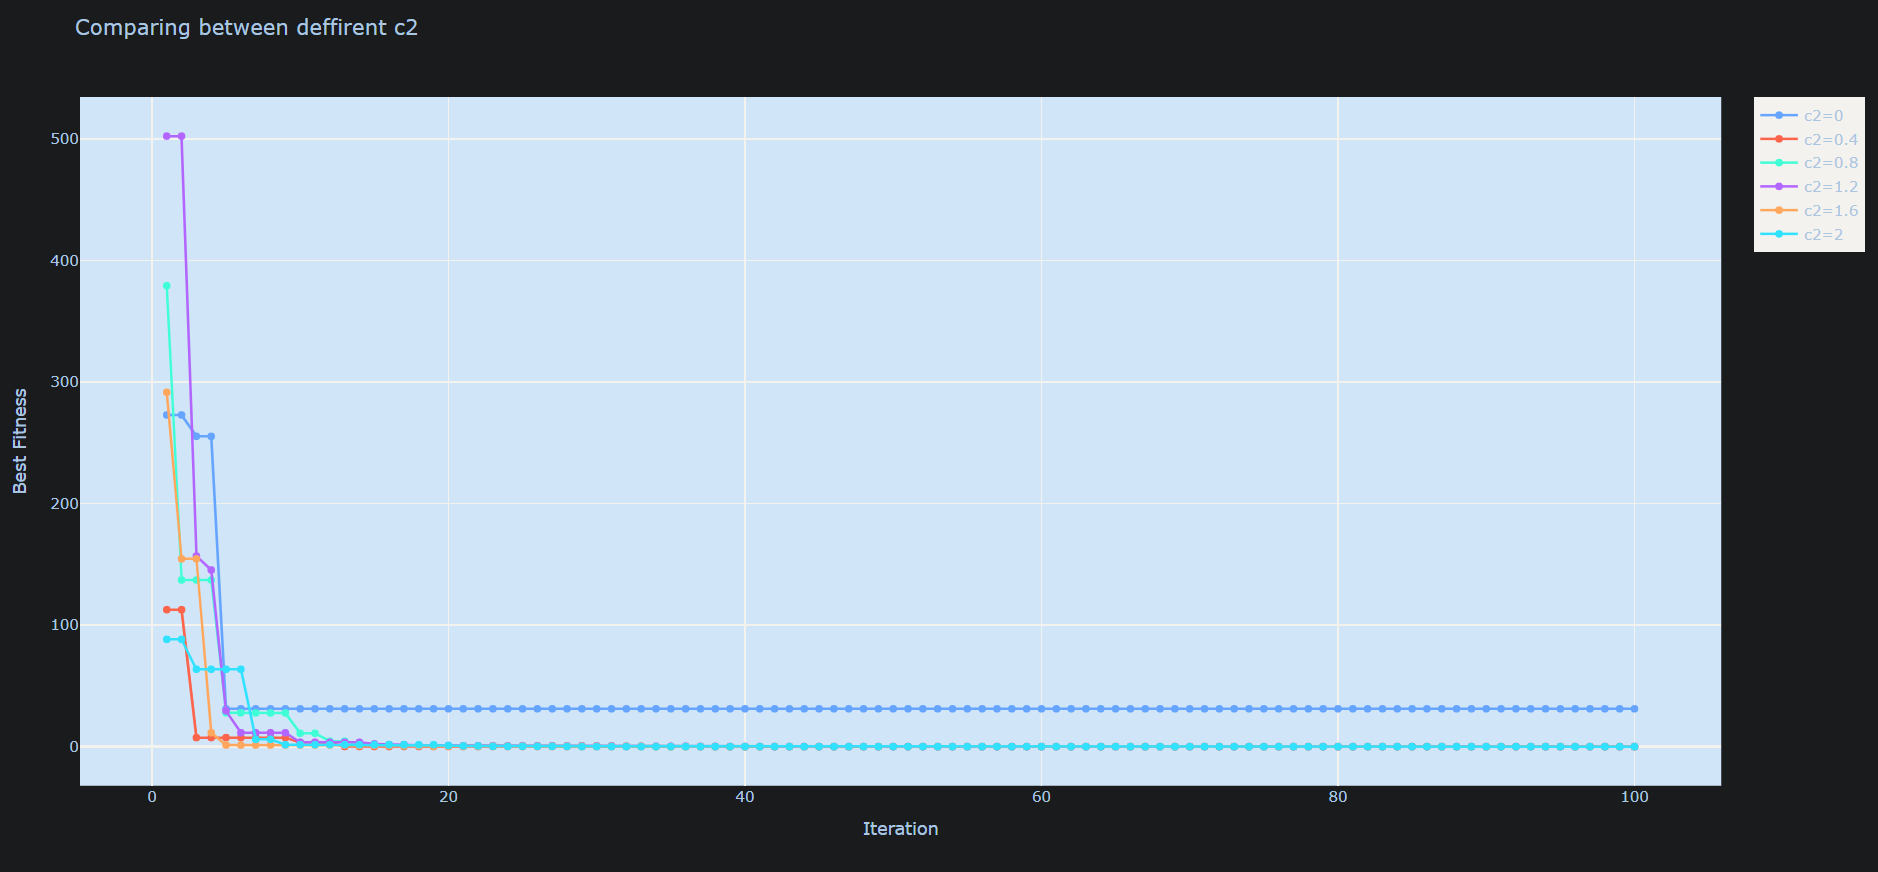 Comparing between deffirent c2
c2=0
c2=0.4
c2=0.8
c2=1.2
c2=1.6
c2=2
500
400
300
200
100
0
Best Fitness
0 20 40 60 80 100
Iteration